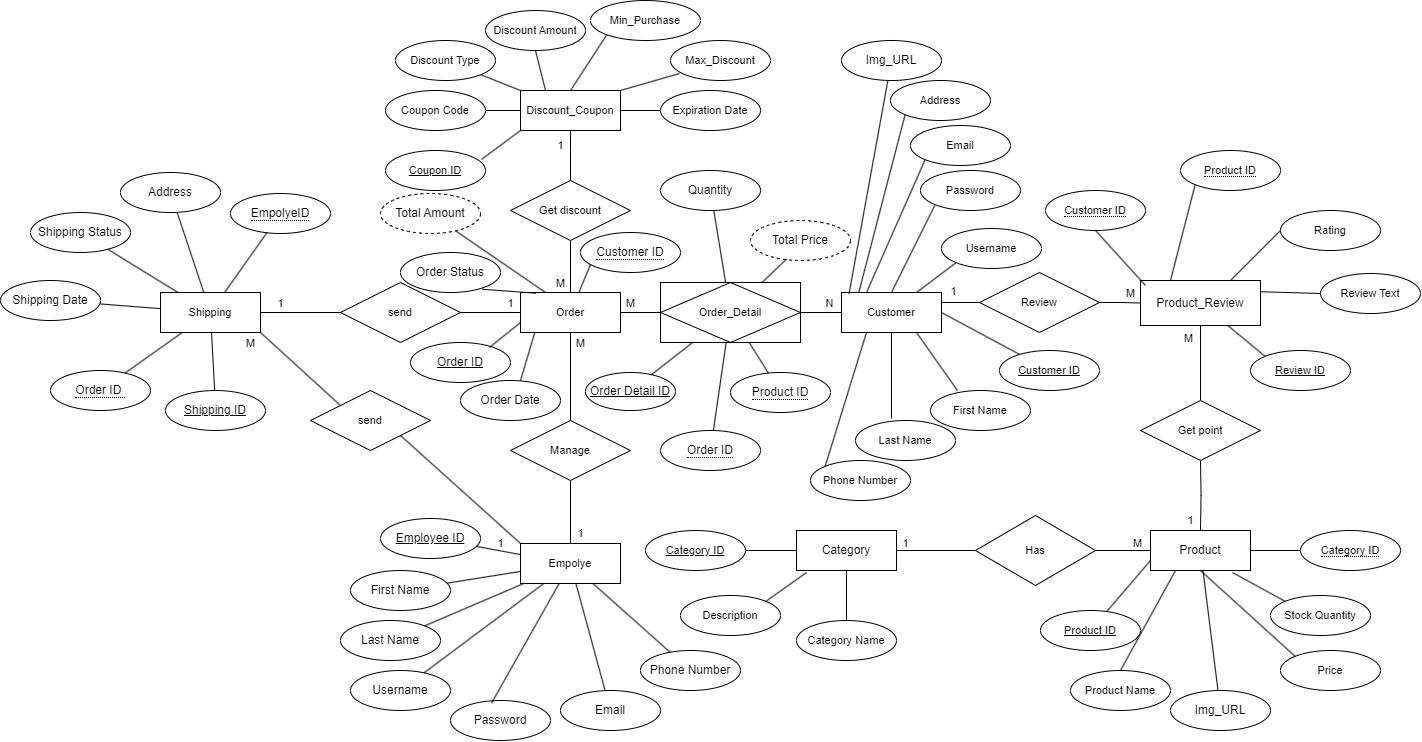 Min_Purchase
Discount Amount
Img_URL
Discount Type
Max_Discount
Address
Coupon Code
Discount_Coupon
Expiration Date
1
Email
Coupon ID
Product ID
Address
Quantity
Password
EmpolyeID
Total Amount
Get discount
Customer ID
Shipping Status
Rating
Total Price
Username
Customer ID
Order Status
M
Shipping Date
Review Text
1
1
M
N
1
M
Shipping
send
Order
Order_Detail
Customer
Review
Product_Review
M
M
M
Order ID
Customer ID
Review ID
Order ID
Shipping ID
Order Date
Order Detail ID
Product ID
First Name
send
Manage
Order ID
Last Name
Get point
Phone Number
Employee ID
1
1
1
Category ID
Category
1
Has
M
Product
Category ID
Empolye
First Name
Description
Stock Quantity
Last Name
Category Name
Product ID
Phone Number
Price
Username
Product Name
Password
Email
Img_URL